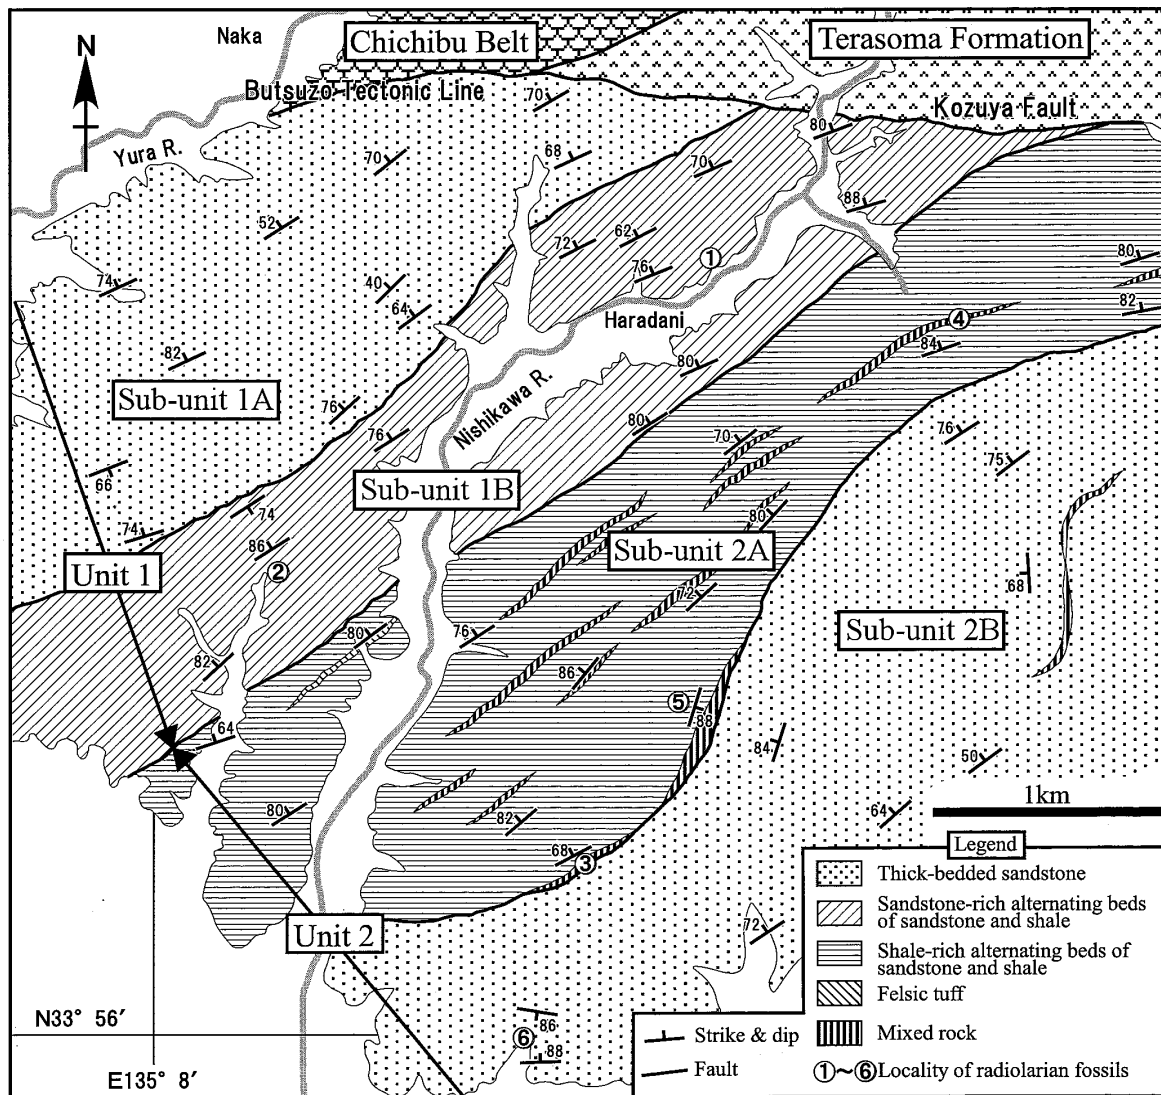 Naka
Chichibu Belt
Terasoma Formation
N
Butsuzo Tectonic Line
70
Kozuya Fault
80
Yura R.
70
68
70
88
52
72
62
80
74
40
76
①
64
82
Haradani
④
82
84
80
Sub-unit 1A
Nishikawa R.
76
76
80
70
76
75
66
Sub-unit 1B
74
74
80
86
Sub-unit 2A
Unit 1
②
72
68
80
76
Sub-unit 2B
82
86
⑤
88
64
84
50
80
82
64
1km
68
③
Legend
Thick-bedded sandstone
Sandstone-rich alternating beds
of sandstone and shale
72
Unit 2
Shale-rich alternating beds of
sandstone and shale
Felsic tuff
N33° 56′
86
⑥
88
Strike & dip
Mixed rock
Fault
①~⑥Locality of radiolarian fossils
E135° 8′